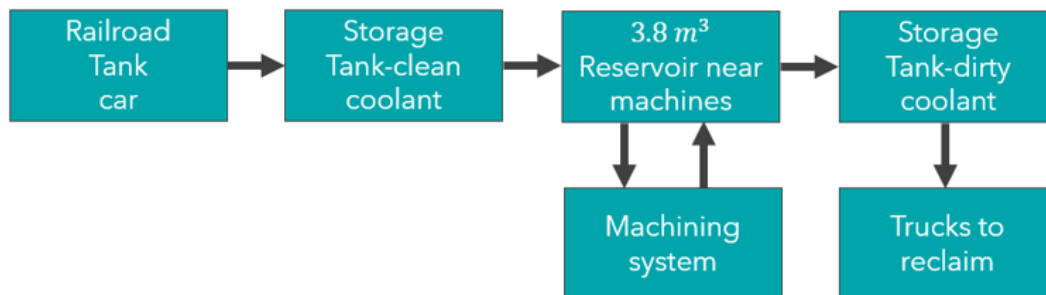 Railroad
Tank
car
Storage
Tank-clean
coolant
3.8 m³
Reservoir near
machines
Storage
Tank-dirty
coolant
Machining
system
Trucks to
reclaim